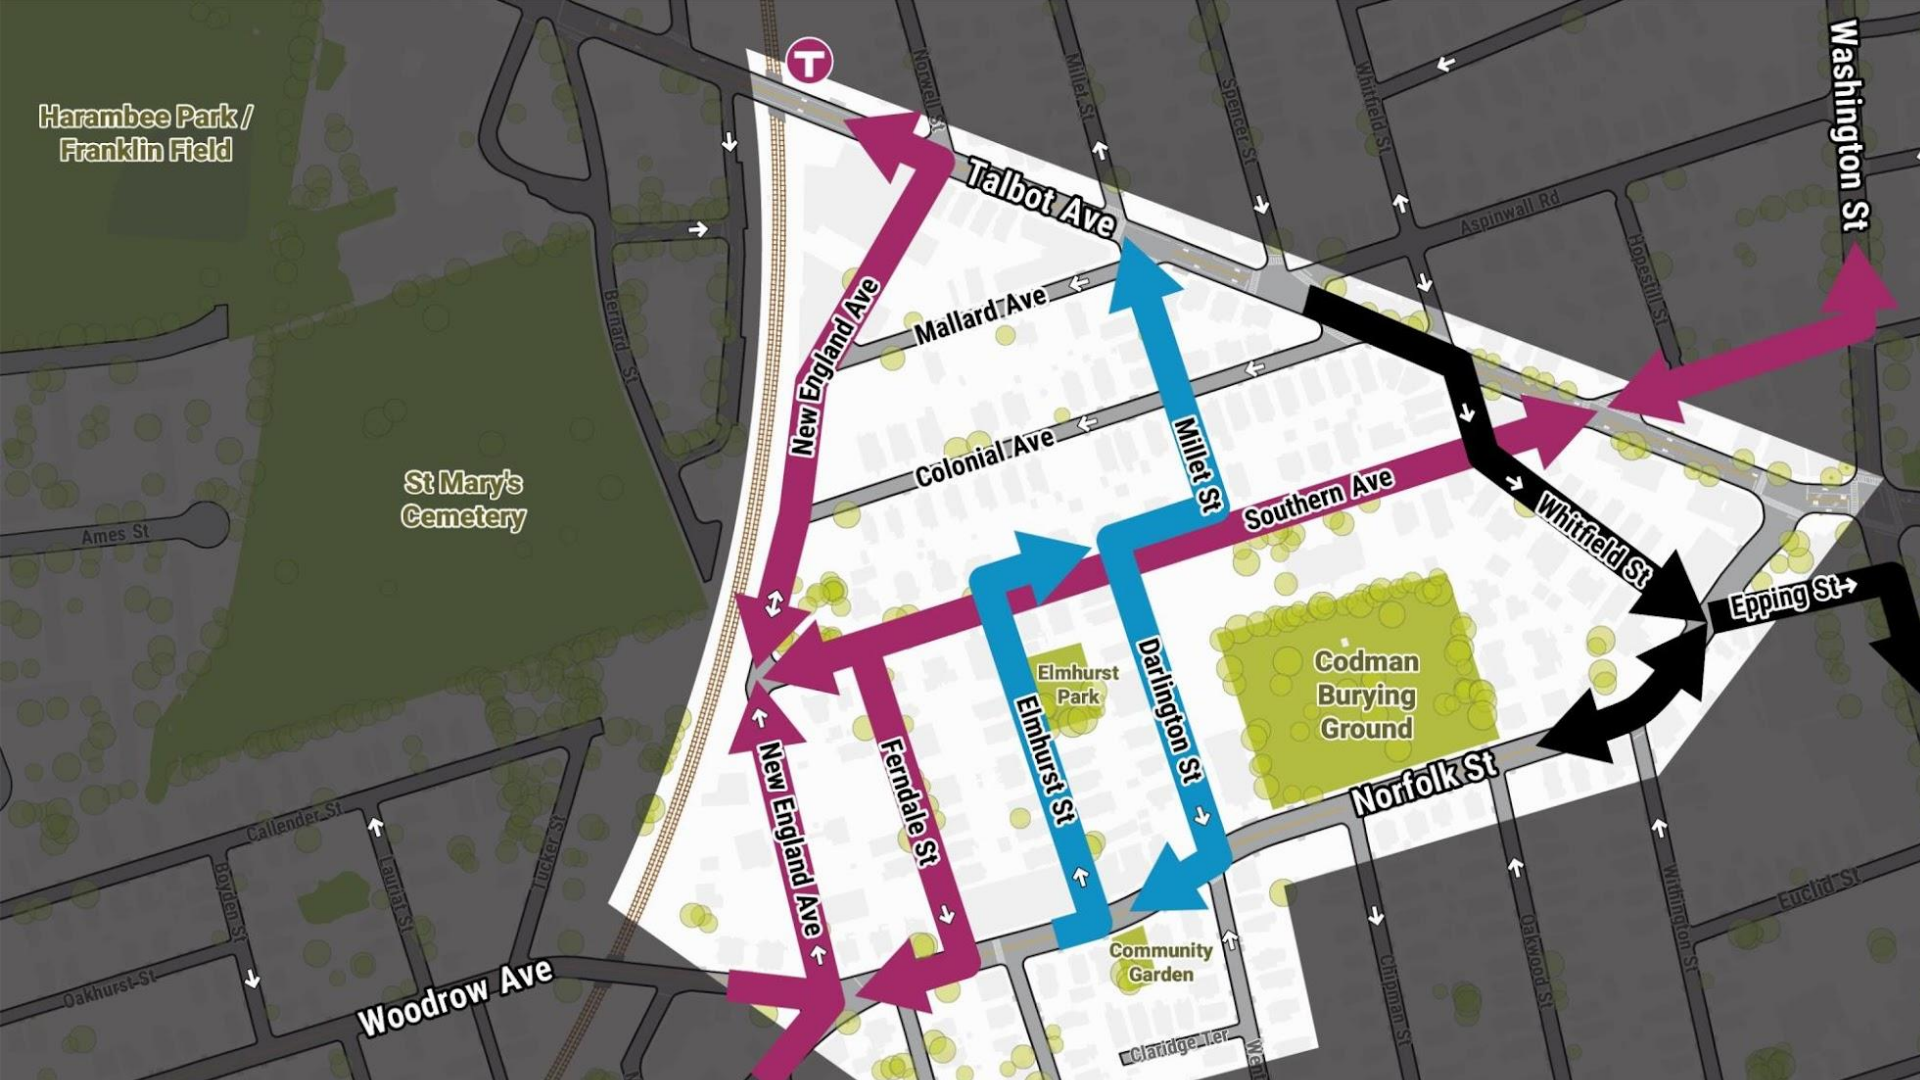 T
Harambee Park /
Franklin Field
Norwell St
Millet St
Spencer St
Whitfield St
Washington St
Talbot Ave
Aspinwall Rd
Hopestill St
Bernard St
New England Ave
Mallard Ave
Colonial Ave
Millet St
Southern Ave
St Mary's
Cemetery
Ames St
Whitfield St
Epping St
Elmhurst
Park
Darlington St
Codman
Burying
Ground
Elmhurst St
Ferndale St
New England Ave
Norfolk St
Callender St
Tucker St
Lauriat St
Boyden St
Withington St
Euclid St
Oakwood St
Chipman St
Community
Garden
Oakhurst St
Woodrow Ave
Claridge Ter